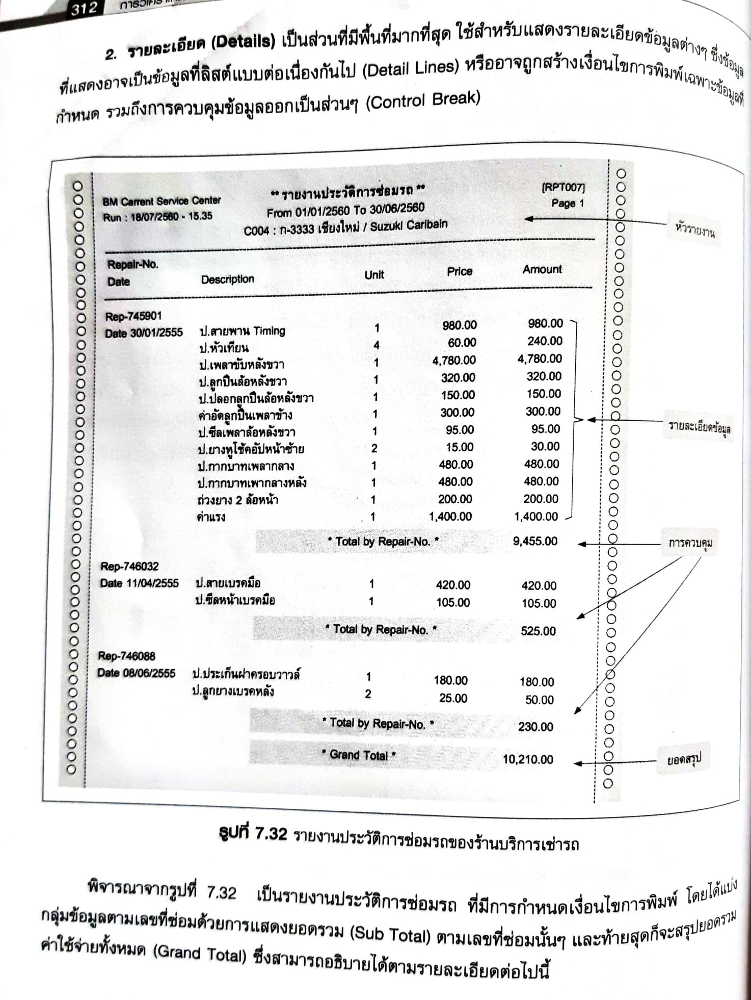 312
2. รายละเอียด (Details) เป็นส่วนที่มีพื้นที่มากที่สุด ใช้สำหรับแสดงรายละเอียดข้อมูลต่างๆ ซึ่งข้อมูล
ที่แสดงอาจเป็นข้อมูลที่ลิสต์แบบต่อเนื่องกันไป (Detail Lines) หรืออาจถูกสร้างเงื่อนไขการพิมพ์เฉพาะข้อมูลที่
กำหนด รวมถึงการควบคุมข้อมูลออกเป็นส่วนๆ (Control Break)
BM Carrent Service Center ** รายงานประวัติการซ่อมรถ ** [RPT007]
Run : 18/07/2560 - 15.35 From 01/01/2560 To 30/06/2560 Page 1
C004 : ก-3333 เชียงใหม่ / Suzuki Caribain
หัวรายงาน
Repair-No.
Date Description Unit Price Amount
Rep-745901
Date 30/01/2555 ป.สายพาน Timing 1 980.00 980.00
ป.หัวเทียน 4 60.00 240.00
ป.เพลาขับหลังขวา 1 4,780.00 4,780.00
ป.ลูกปืนล้อหลังขวา 1 320.00 320.00
ป.ปลอกลูกปืนล้อหลังขวา 1 150.00 150.00
ค่าอัดลูกปืนเพลาข้าง 1 300.00 300.00
รายละเอียดข้อมูล
ป.ซีลเพลาล้อหลังขวา 1 95.00 95.00
ป.ยางหูโช้คอัปหน้าซ้าย 2 15.00 30.00
ป.กากบาทเพลากลาง 1 480.00 480.00
ป.กากบาทเพากลางหลัง 1 480.00 480.00
ถ่วงยาง 2 ล้อหน้า 1 200.00 200.00
ค่าแรง 1 1,400.00 1,400.00
* Total by Repair-No. * 9,455.00
การควบคุม
Rep-746032
Date 11/04/2555 ป.สายเบรคมือ 1 420.00 420.00
ป.ซีลหน้าเบรคมือ 1 105.00 105.00
* Total by Repair-No. * 525.00
Rep-746088
Date 08/06/2555 ป.ประเก็นฝาครอบวาวล์ 1 180.00 180.00
ป.ลูกยางเบรคหลัง 2 25.00 50.00
* Total by Repair-No. * 230.00
* Grand Total * 10,210.00
ยอดสรุป
รูปที่ 7.32 รายงานประวัติการซ่อมรถของร้านบริการเช่ารถ
พิจารณาจากรูปที่ 7.32 เป็นรายงานประวัติการซ่อมรถ ที่มีการกำหนดเงื่อนไขการพิมพ์ โดยได้แบ่ง
กลุ่มข้อมูลตามเลขที่ซ่อมด้วยการแสดงยอดรวม (Sub Total) ตามเลขที่ซ่อมนั้นๆ และท้ายสุดก็จะสรุปยอดรวม
ค่าใช้จ่ายทั้งหมด (Grand Total) ซึ่งสามารถอธิบายได้ตามรายละเอียดต่อไปนี้